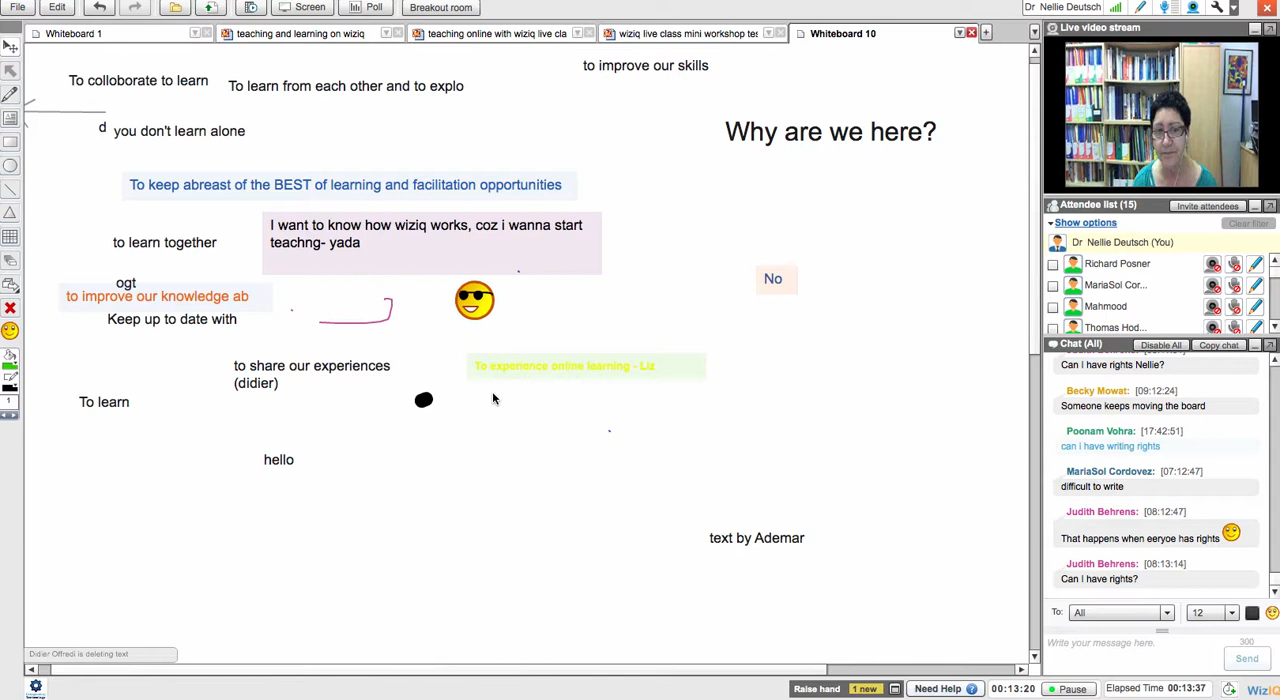 File
Edit
Screen
Poll
Breakout room
Dr Nellie Deutsch
Whiteboard 1
teaching and learning on wiziq
teaching online with wiziq live cla
wiziq live class mini workshop tes
Whiteboard 10
to improve our skills
To colloborate to learn
To learn from each other and to explo
d
you don't learn alone
Why are we here?
To keep abreast of the BEST of learning and facilitation opportunities
I want to know how wiziq works, coz i wanna start
teachng- yada
to learn together
No
ogt
to improve our knowledge ab
Keep up to date with
to share our experiences
(didier)
To experience online learning - Liz
To learn
hello
text by Ademar
Didier Offredi is deleting text
1
Live video stream
Attendee list (15)
Invite attendees
Show options
Clear filter
Dr Nellie Deutsch (You)
Richard Posner
MariaSol Cor...
Mahmood
Thomas Hod...
Chat (All)
Disable All
Copy chat
Can I have rights Nellie?
Becky Mowat: [09:12:24]
Someone keeps moving the board
Poonam Vohra: [17:42:51]
can i have writing rights
MariaSol Cordovez: [07:12:47]
difficult to write
Judith Behrens: [08:12:47]
That happens when eeryoe has rights
Judith Behrens: [08:13:14]
Can I have rights?
To:
All
12
Write your message here.
300
Send
Raise hand
1 new
Need Help ?
00:13:20
Pause
Elapsed Time 00:13:37
WizIQ